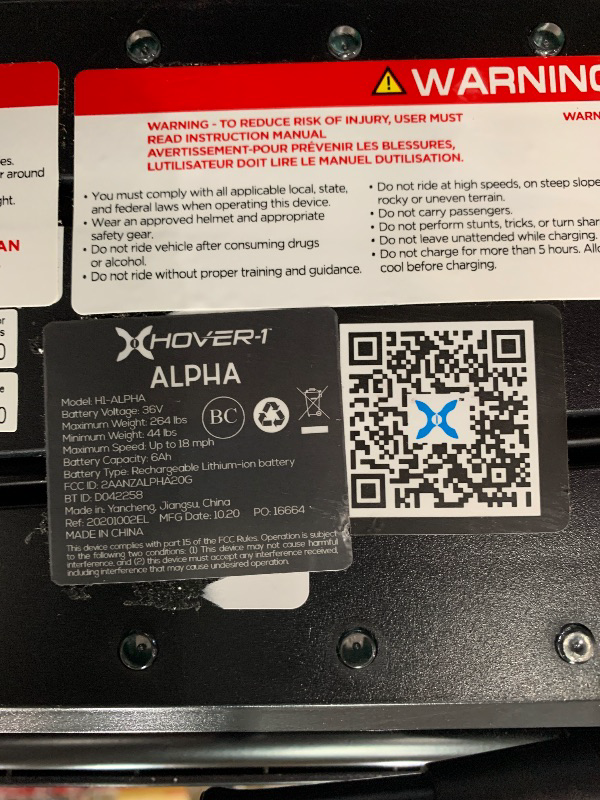 es.
r around
ght.
AN
or
s
0
e
0
WARNING
WARNING - TO REDUCE RISK OF INJURY, USER MUST
READ INSTRUCTION MANUAL
AVERTISSEMENT-POUR PRÉVENIR LES BLESSURES,
LUTILISATEUR DOIT LIRE LE MANUEL DUTILISATION.
• You must comply with all applicable local, state,
and federal laws when operating this device.
• Wear an approved helmet and appropriate
safety gear.
• Do not ride vehicle after consuming drugs
or alcohol.
• Do not ride without proper training and guidance.
WARN
• Do not ride at high speeds, on steep slope
rocky or uneven terrain.
• Do not carry passengers.
• Do not perform stunts, tricks, or turn shar
• Do not leave unattended while charging.
• Do not charge for more than 5 hours. Allo
cool before charging.
HOVER-1
ALPHA
Model: H1-ALPHA
Battery Voltage: 36V
Maximum Weight: 264 lbs
Minimum Weight: 44 lbs
Maximum Speed: Up to 18 mph
Battery Capacity: 6Ah
Battery Type: Rechargeable Lithium-ion battery
FCC ID: 2AANZALPHA20G
BT ID: D042258
Made in: Yancheng, Jiangsu, China
Ref: 20201002EL MFG Date: 10.20 PO: 16664
MADE IN CHINA
BC
This device complies with part 15 of the FCC Rules. Operation is subject
to the following two conditions: (1) This device may not cause harmful
interference, and (2) this device must accept any interference received,
including interference that may cause undesired operation.